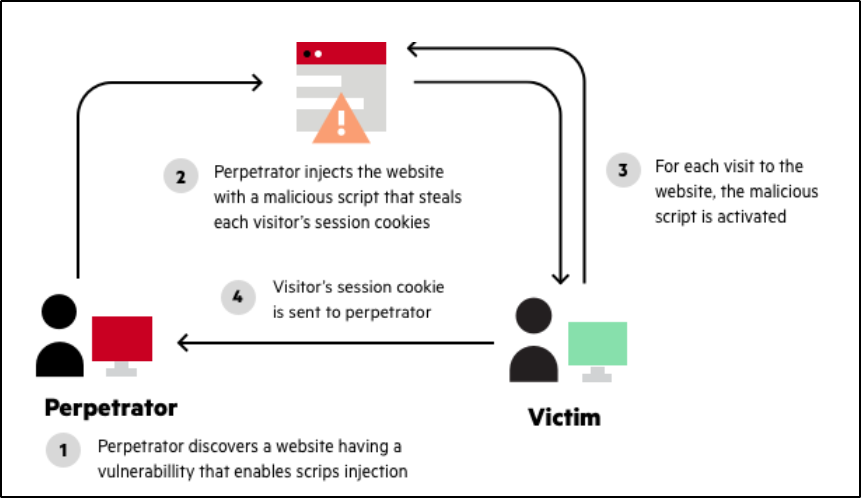 2
Perpetrator injects the website
with a malicious script that steals
each visitor's session cookies
3
For each visit to the
website, the malicious
script is activated
4
Visitor's session cookie
is sent to perpetrator
Perpetrator
Victim
1
Perpetrator discovers a website having a
vulnerabillity that enables scrips injection